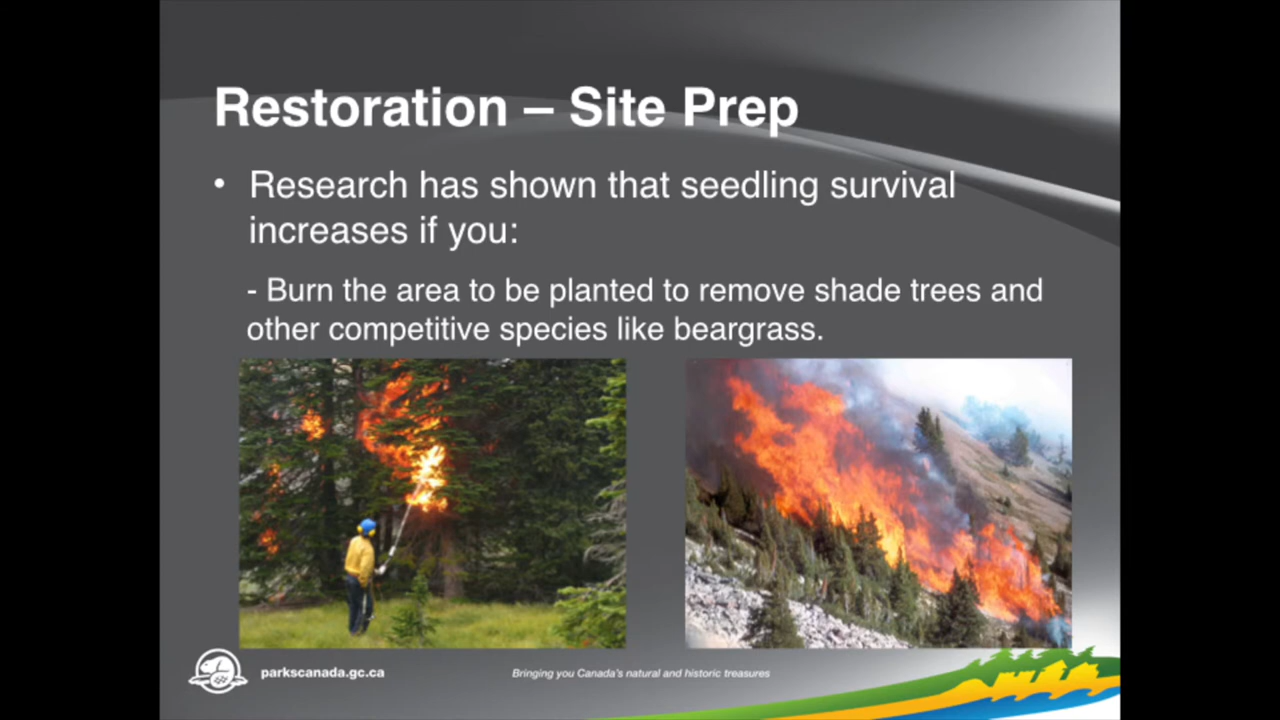 Restoration – Site Prep
• Research has shown that seedling survival
increases if you:
- Burn the area to be planted to remove shade trees and
other competitive species like beargrass.
parkscanada.gc.ca
Bringing you Canada's natural and historic treasures